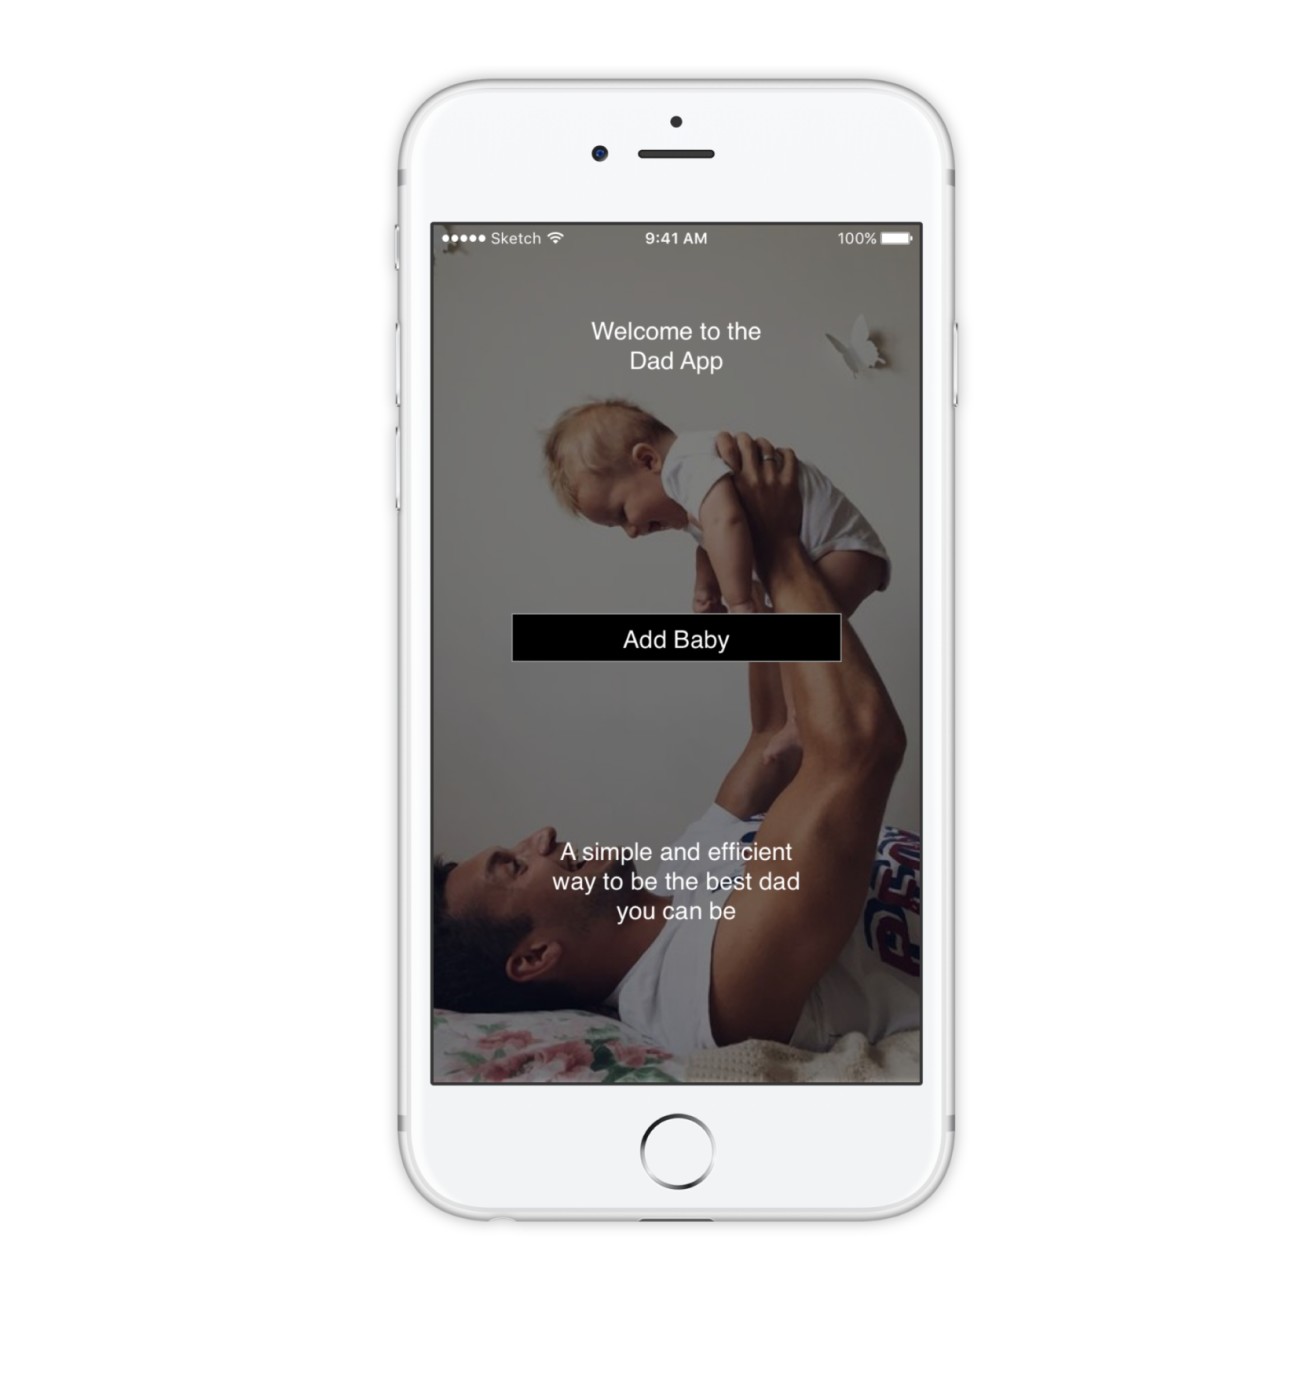 Sketch 9:41 AM 100%
Welcome to the
Dad App
Add Baby
A simple and efficient
way to be the best dad
you can be